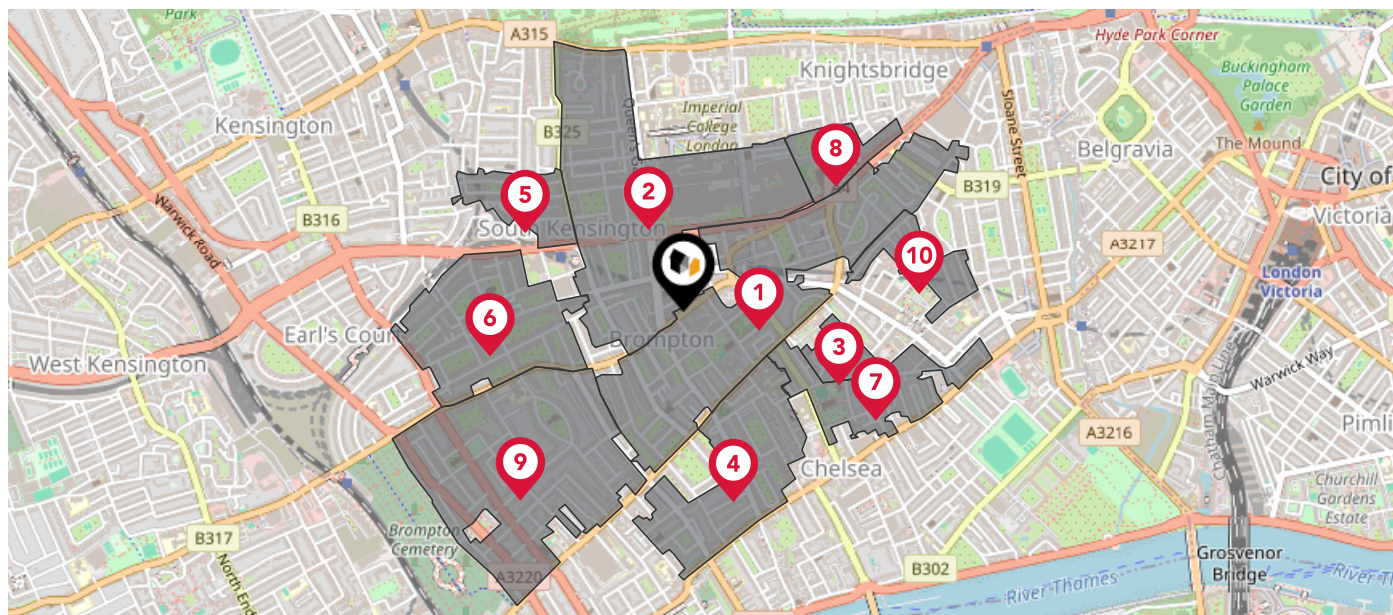 Park
A315
Hyde Park Corner
Knightsbridge
Buckingham
Palace
Garden
Imperial
College
London
Kensington
B325
Sloane Street
The Mound
Belgravia
8
City of
Warwick Road
5
2
B319
B316
South Kensington
Victoria
A3217
10
London
Victoria
1
6
Brompton
3
7
West Kensington
Warwick Way
Chatham Main Line
A3216
9
4
Chelsea
Churchill
Gardens
Estate
Brompton
Cemetery
B317
A3220
B302
Grosvenor
Bridge
River Thames